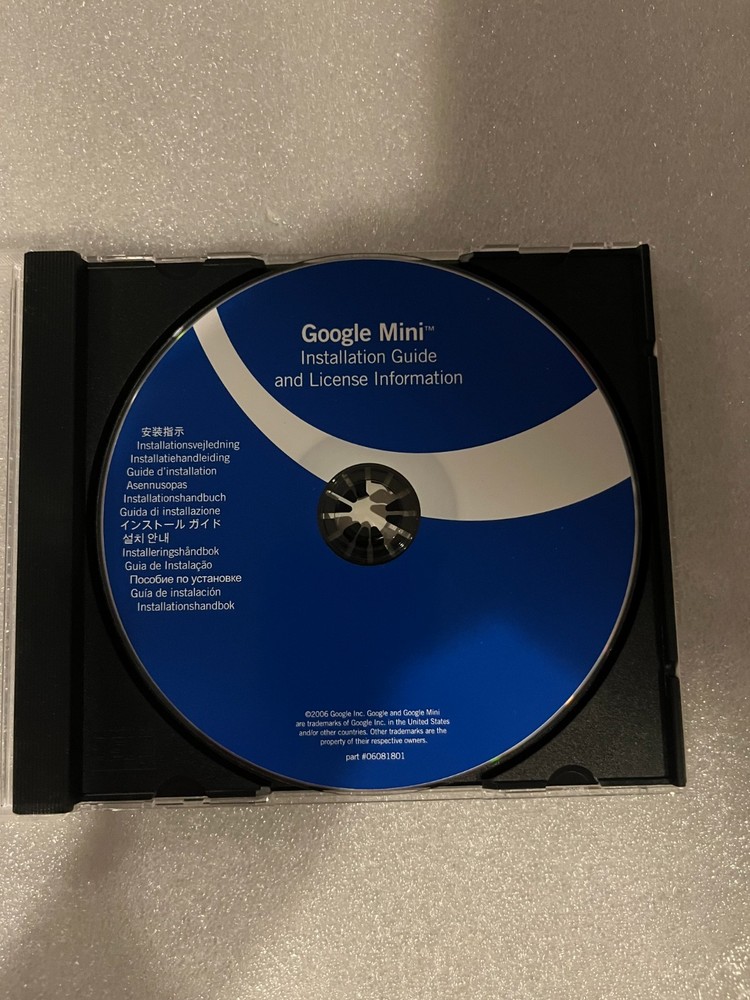 Google Mini™
Installation Guide
and License Information
安装指示
Installationsvejledning
Installatiehandleiding
Guide d'installation
Asennusopas
Installationshandbuch
Guida di installazione
インストール ガイド
설치 안내
Installeringshåndbok
Guia de Instalação
Пособие по установке
Guía de instalación
Installationshandbok
©2006 Google Inc. Google and Google Mini
are trademarks of Google Inc. in the United States
and/or other countries. Other trademarks are the
property of their respective owners.
part #06081801